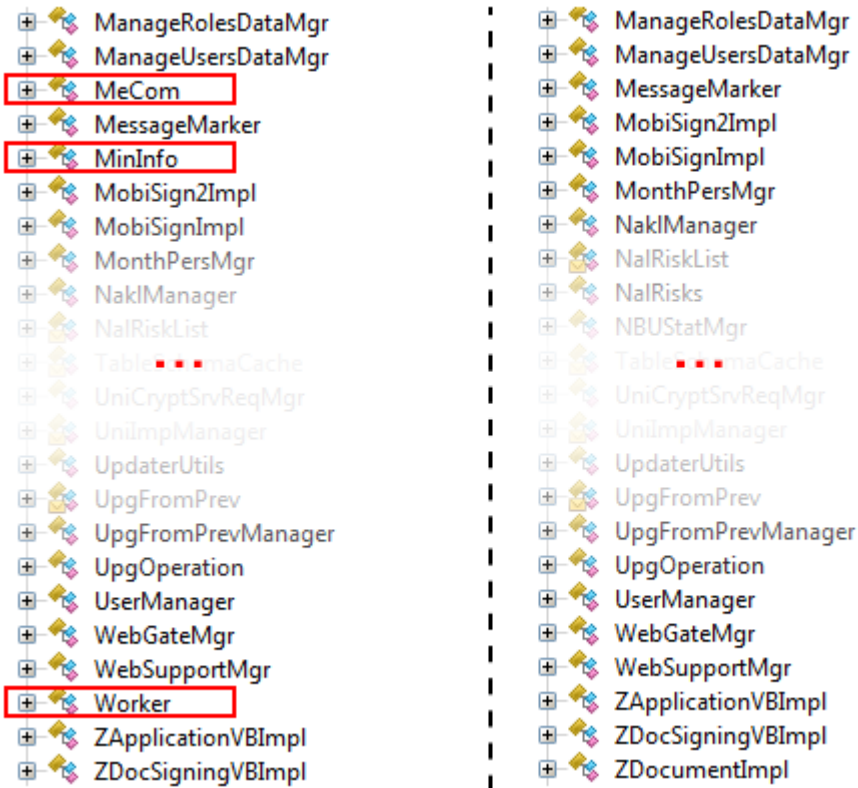 ManageRolesDataMgr
ManageUsersDataMgr
MeCom
MessageMarker
MinInfo
MobiSign2Impl
MobiSignImpl
MonthPersMgr
NaklManager
NalRiskList
...
UniCryptSrvReqMgr
UniImpManager
UpdaterUtils
UpgFromPrev
UpgFromPrevManager
UpgOperation
UserManager
WebGateMgr
WebSupportMgr
Worker
ZApplicationVBImpl
ZDocSigningVBImpl
ManageRolesDataMgr
ManageUsersDataMgr
MessageMarker
MobiSign2Impl
MobiSignImpl
MonthPersMgr
NaklManager
NalRiskList
NalRisks
NBUStatMgr
...
UniCryptSrvReqMgr
UniImpManager
UpdaterUtils
UpgFromPrev
UpgFromPrevManager
UpgOperation
UserManager
WebGateMgr
WebSupportMgr
ZApplicationVBImpl
ZDocSigningVBImpl
ZDocumentImpl